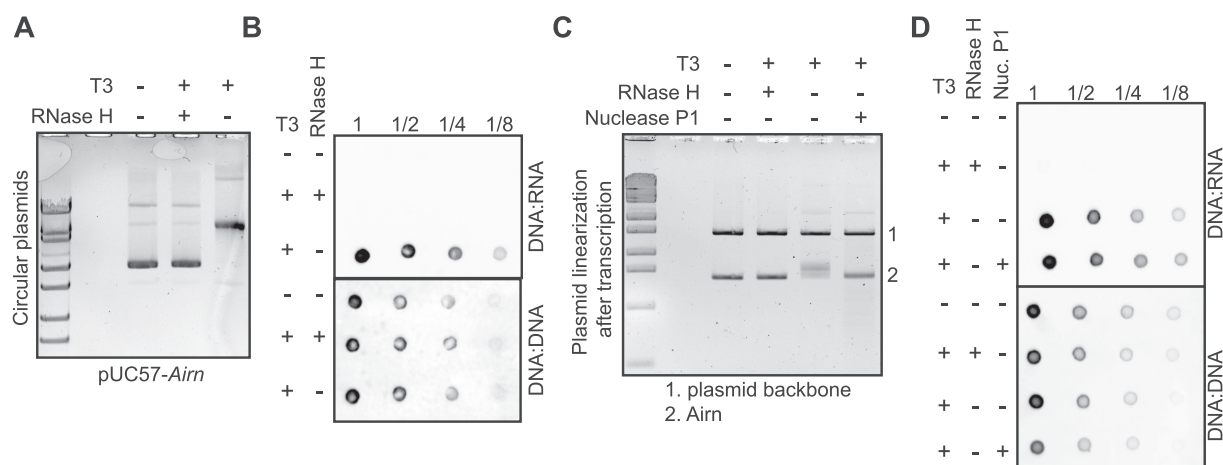 A
T3 - + +
RNase H - + -
Circular plasmids
pUC57-Airn
B
T3 RNase H 1 1/2 1/4 1/8
- -
+ +
+ -
DNA:RNA
- -
+ +
+ -
DNA:DNA
C
T3 - + + +
RNase H - + - -
Nuclease P1 - - - +
Plasmid linearization
after transcription
1
2
1. plasmid backbone
2. Airn
D
T3 RNase H Nuc. P1 1 1/2 1/4 1/8
- - -
+ + -
+ - -
+ - +
DNA:RNA
- - -
+ + -
+ - -
+ - +
DNA:DNA